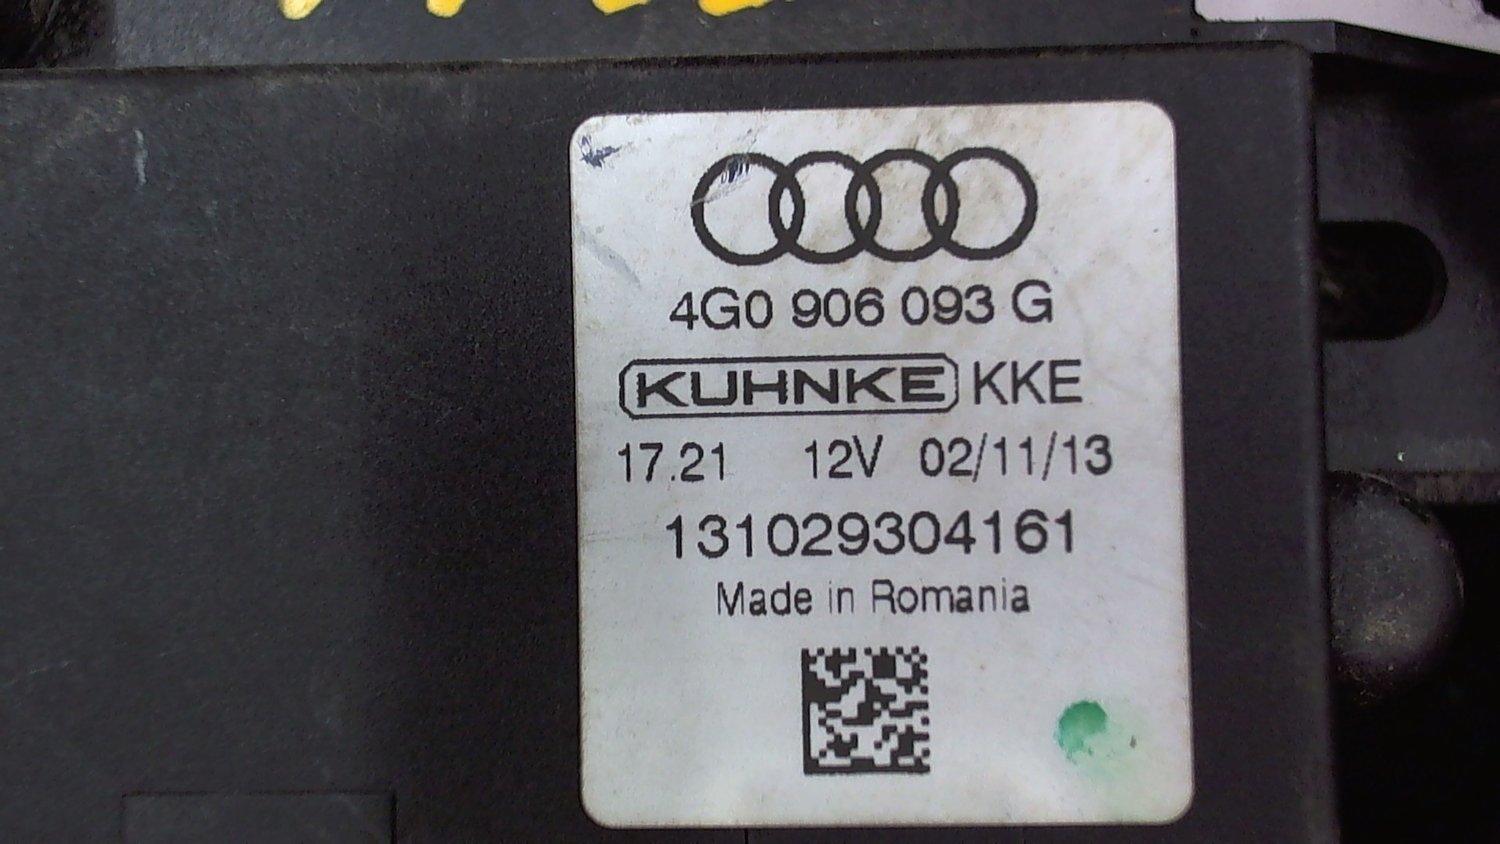 4G0 906 093 G
KUHNKE KKE
17.21 12V 02/11/13
131029304161
Made in Romania